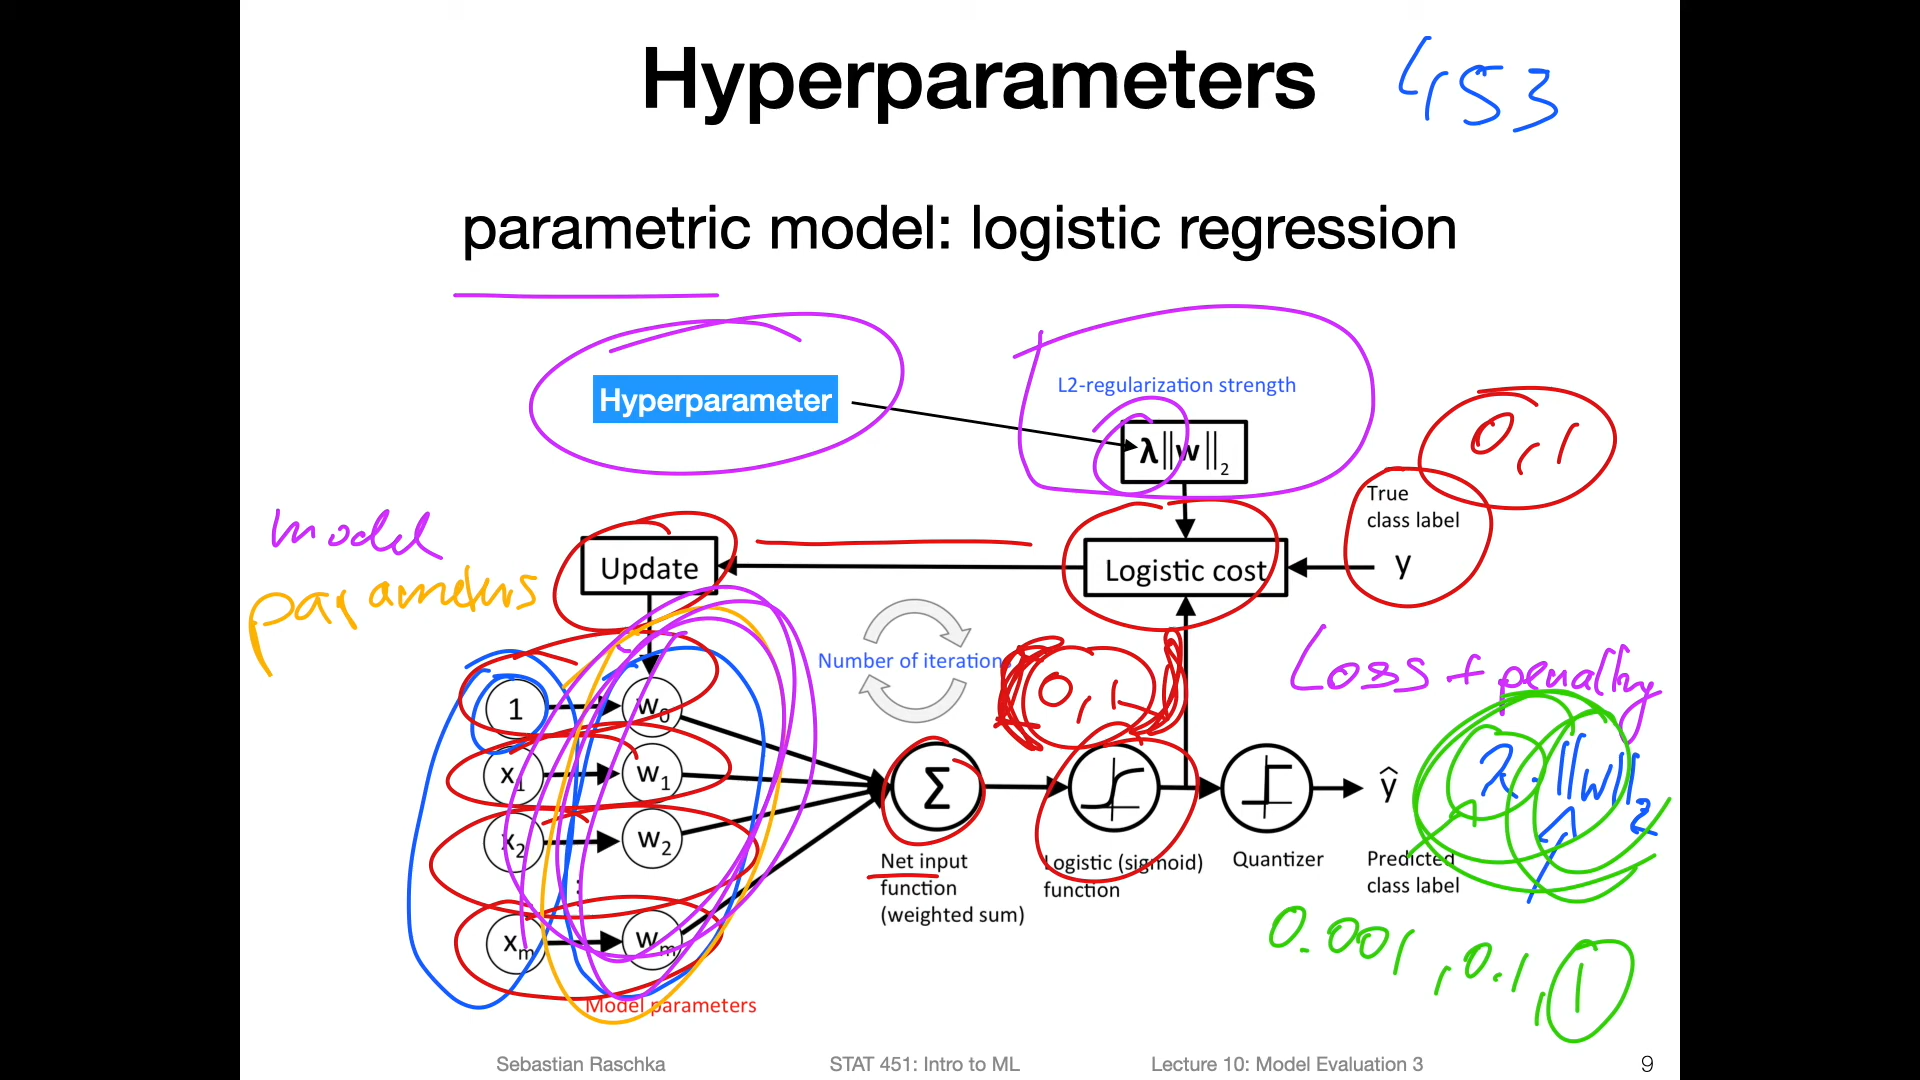 Hyperparameters
453
parametric model: logistic regression
Hyperparameter
L2-regularization strength
λ||w||₂
0,1
True
class label
y
model
parameters
Update
Logistic cost
Number of iterations
0,1
Loss + penalty
λ·||w||₂
1
w₀
x₁
w₁
x₂
w₂
⋮
xₘ
wₘ
Σ
ŷ
Net input
function
(weighted sum)
Logistic (sigmoid)
function
Quantizer
Predicted
class label
0.001, 0.1, 1
Model parameters
Sebastian Raschka
STAT 451: Intro to ML
Lecture 10: Model Evaluation 3
9